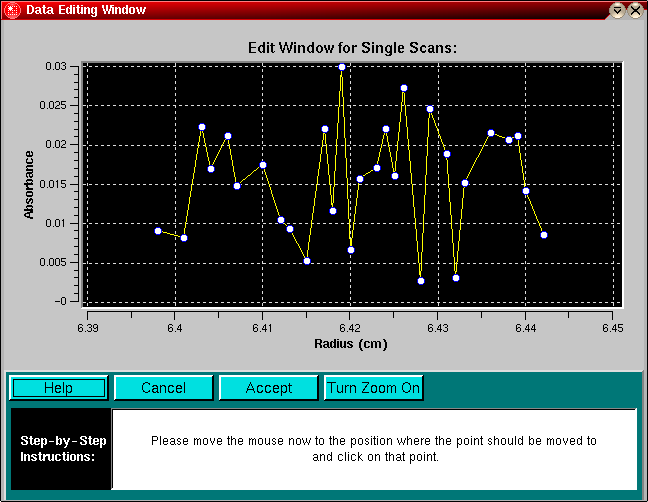 Data Editing Window
Edit Window for Single Scans:
0.03
0.025
0.02
0.015
0.01
0.005
0
Absorbance
6.39 6.4 6.41 6.42 6.43 6.44 6.45
Radius (cm)
Help Cancel Accept Turn Zoom On
Step-by-Step
Instructions:
Please move the mouse now to the position where the point should be moved to
and click on that point.